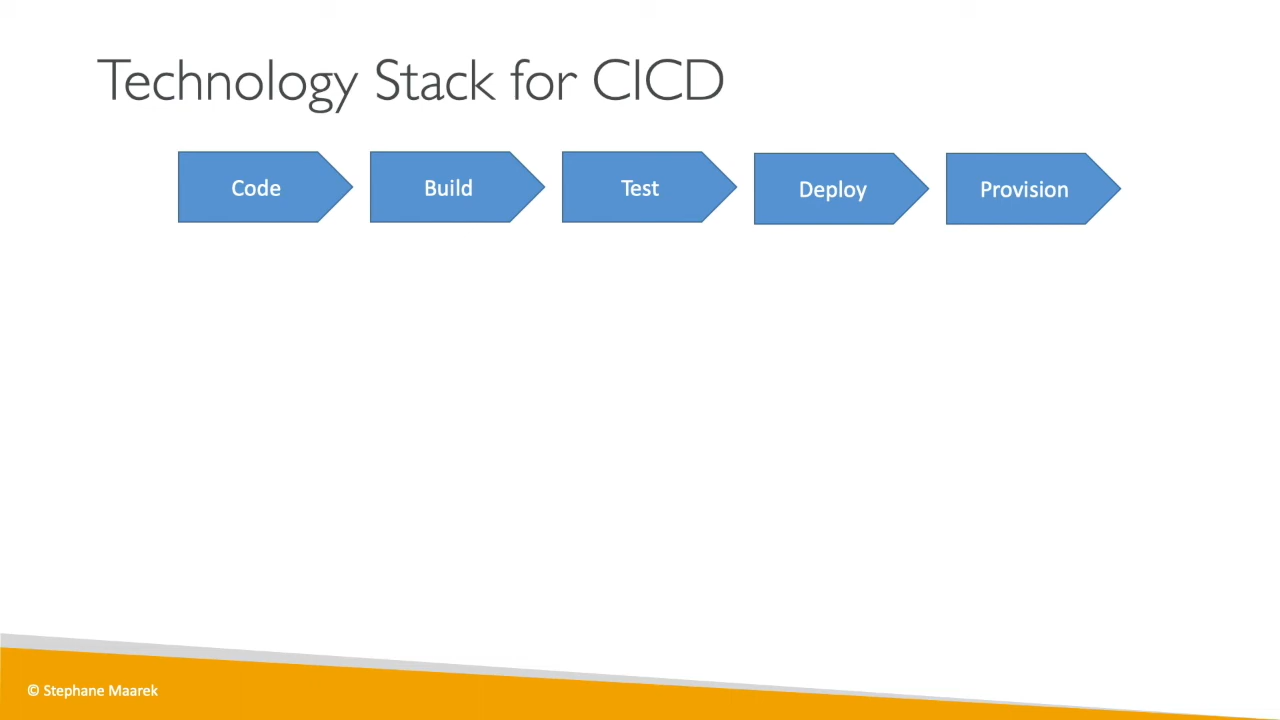 Technology Stack for CICD
Code Build Test Deploy Provision
© Stephane Maarek